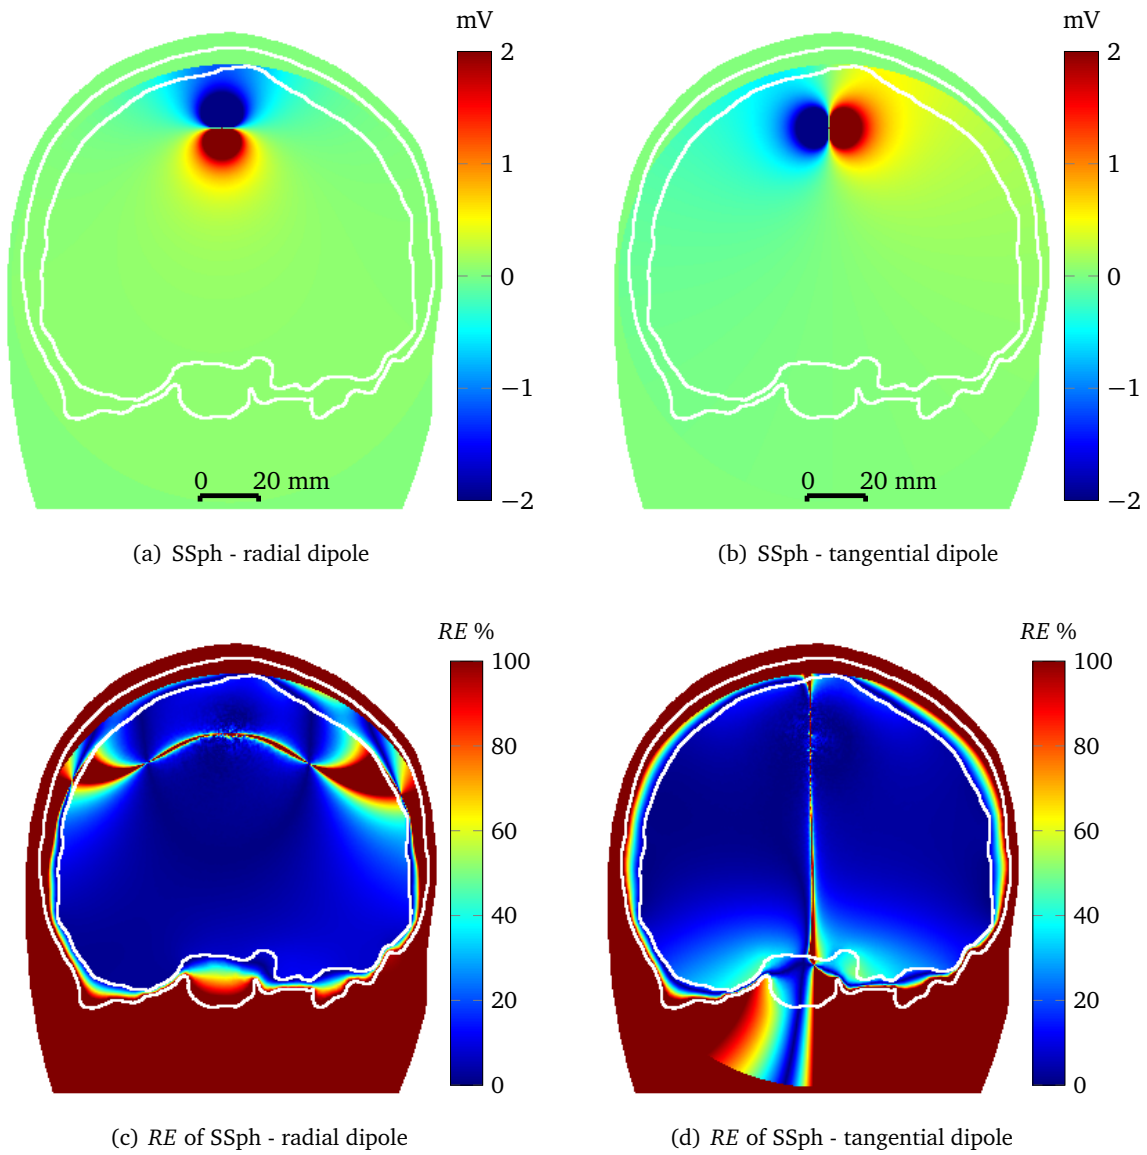 mV
2
1
0
−1
−2
0 20 mm
(a) SSph - radial dipole
mV
2
1
0
−1
−2
0 20 mm
(b) SSph - tangential dipole
RE %
100
80
60
40
20
0
(c) RE of SSph - radial dipole
RE %
100
80
60
40
20
0
(d) RE of SSph - tangential dipole